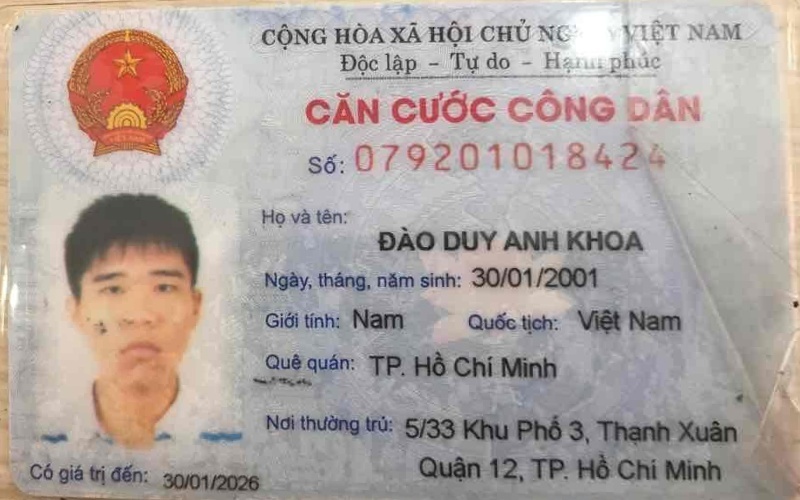 CỘNG HÒA XÃ HỘI CHỦ VIỆT NAM
Độc lập - Tự do - Hạnh phúc
CĂN CƯỚC CÔNG DÂN
Số: 079201018424
Họ và tên:
ĐÀO DUY ANH KHOA
Ngày, tháng, năm sinh: 30/01/2001
Giới tính: Nam Quốc tịch: Việt Nam
Quê quán: TP. Hồ Chí Minh
Nơi thường trú: 5/33 Khu Phố 3, Thạnh Xuân
Quận 12, TP. Hồ Chí Minh
Có giá trị đến: 30/01/2026